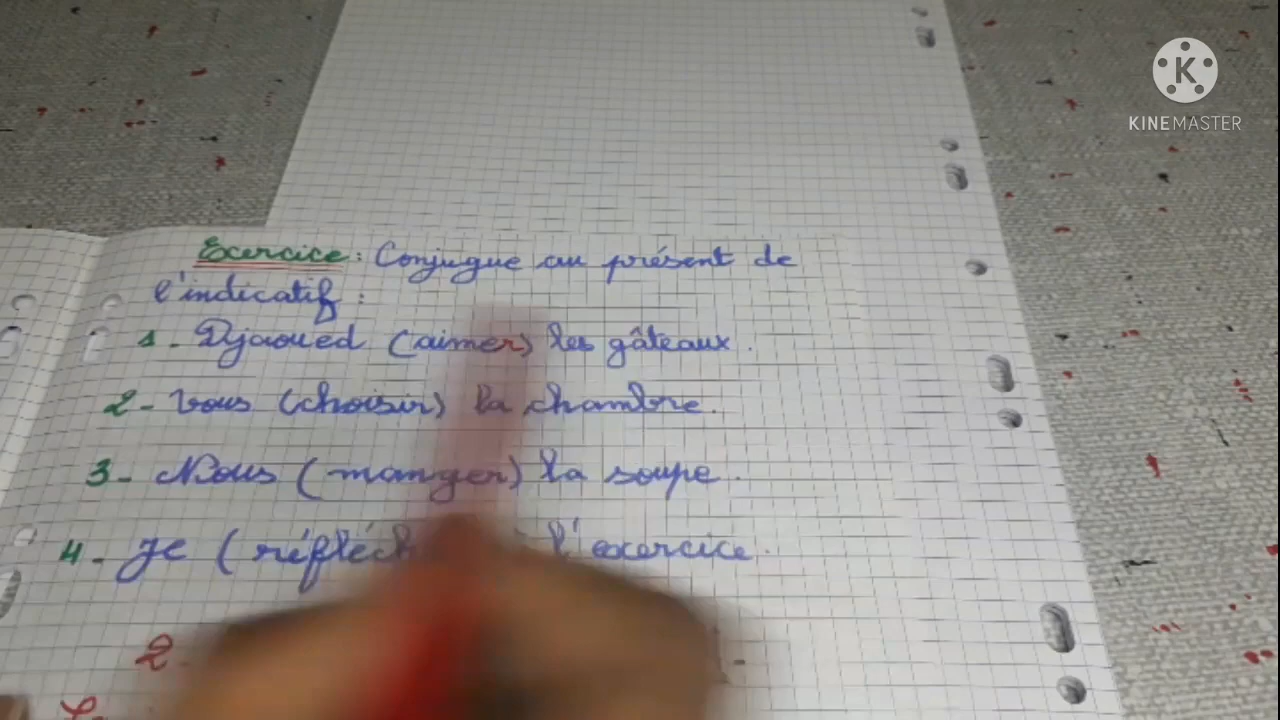 KINEMASTER
Exercice : Conjugue au présent de
l'indicatif :
1 - Djaoued (aimer) les gâteaux.
2 - Vous (choisir) la chambre.
3 - Nous (manger) la soupe.
4 - Je ( l'exercice.
2 -